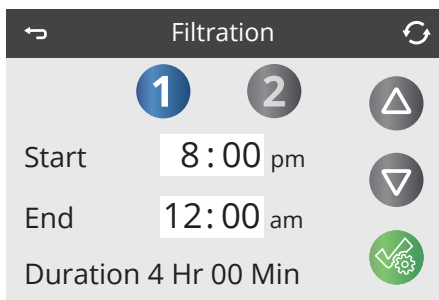 Filtration
1 2
Start 8:00 pm
End 12:00 am
Duration 4 Hr 00 Min